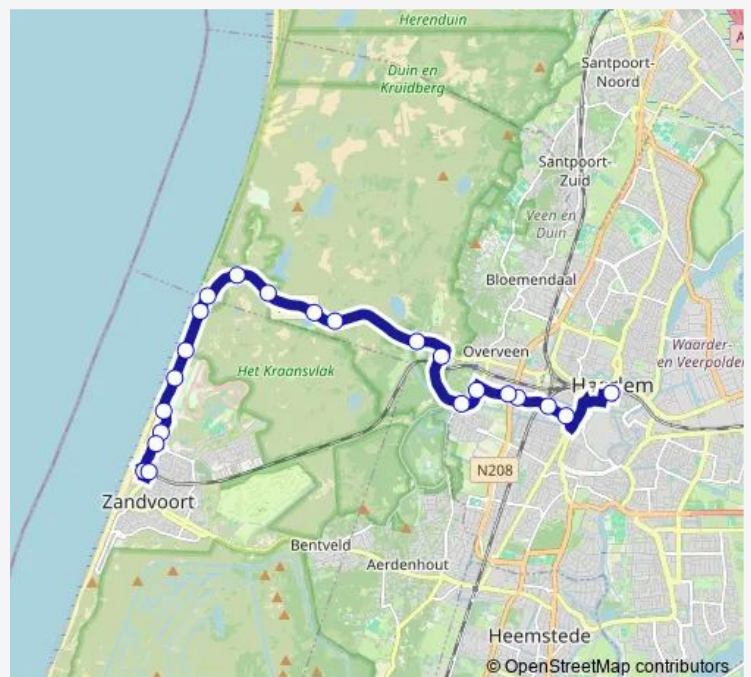 Herenduin
A
Santpoort-
Noord
Duin en
Kruidberg
Santpoort-
Zuid
Veen en
Duin
Bloemendaal
Waarder-
en Veerpolder
Overveen
Het Kraansvlak
Haarlem
N208
Zandvoort
Bentveld
Aerdenhout
Heemstede
© OpenStreetMap contributors